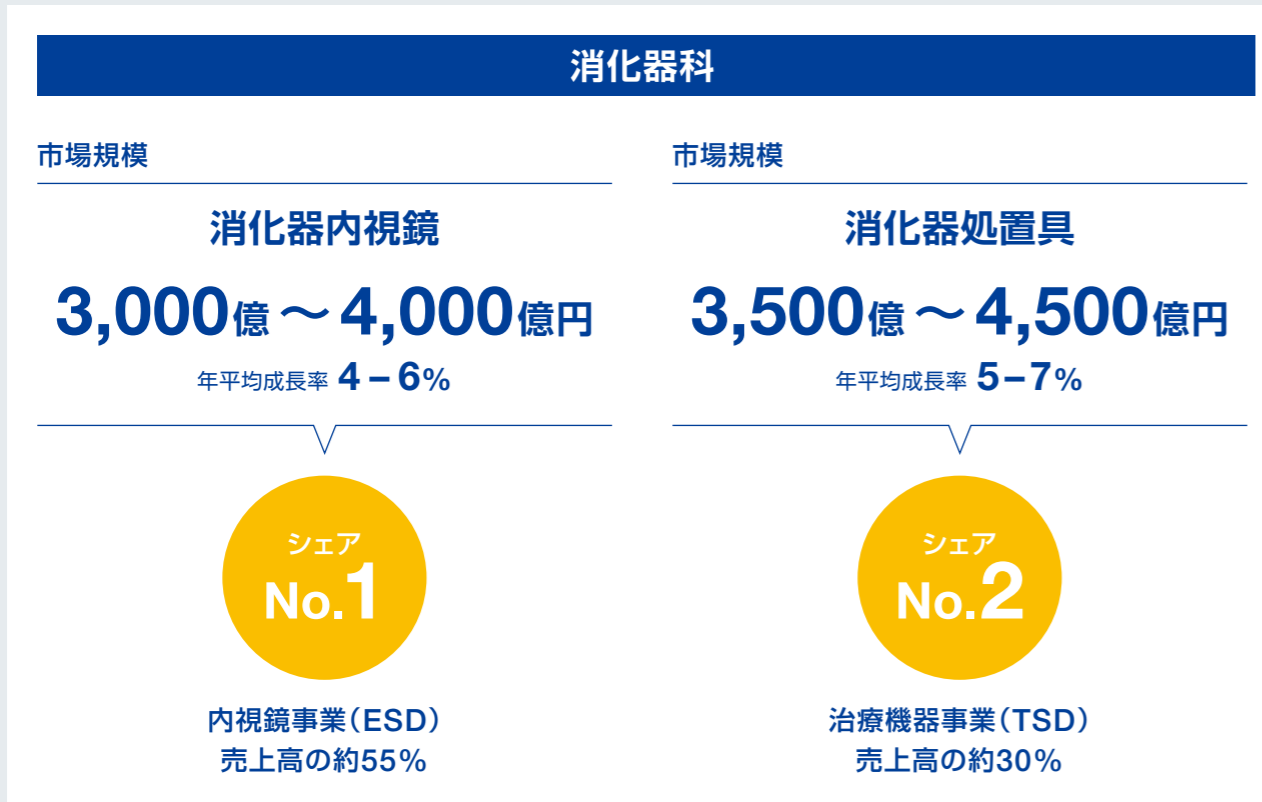 消化器科
市場規模
消化器内視鏡
3,000億～4,000億円
年平均成長率 4－6%
シェア
No.1
内視鏡事業（ESD）
売上高の約55%
市場規模
消化器処置具
3,500億～4,500億円
年平均成長率 5－7%
シェア
No.2
治療機器事業（TSD）
売上高の約30%